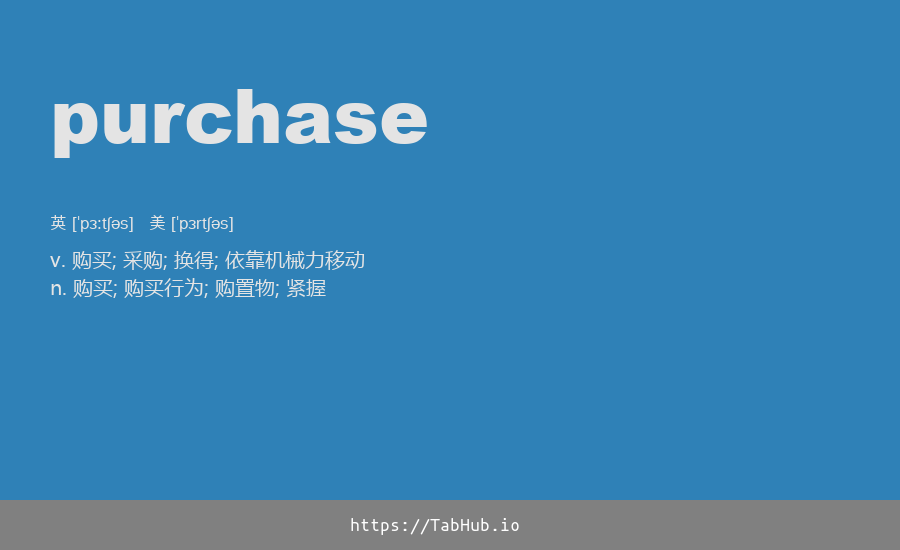 purchase
英 [ˈpɜːtʃəs] 美 [ˈpɜrtʃəs]
v. 购买; 采购; 换得; 依靠机械力移动
n. 购买; 购买行为; 购置物; 紧握
https://TabHub.io